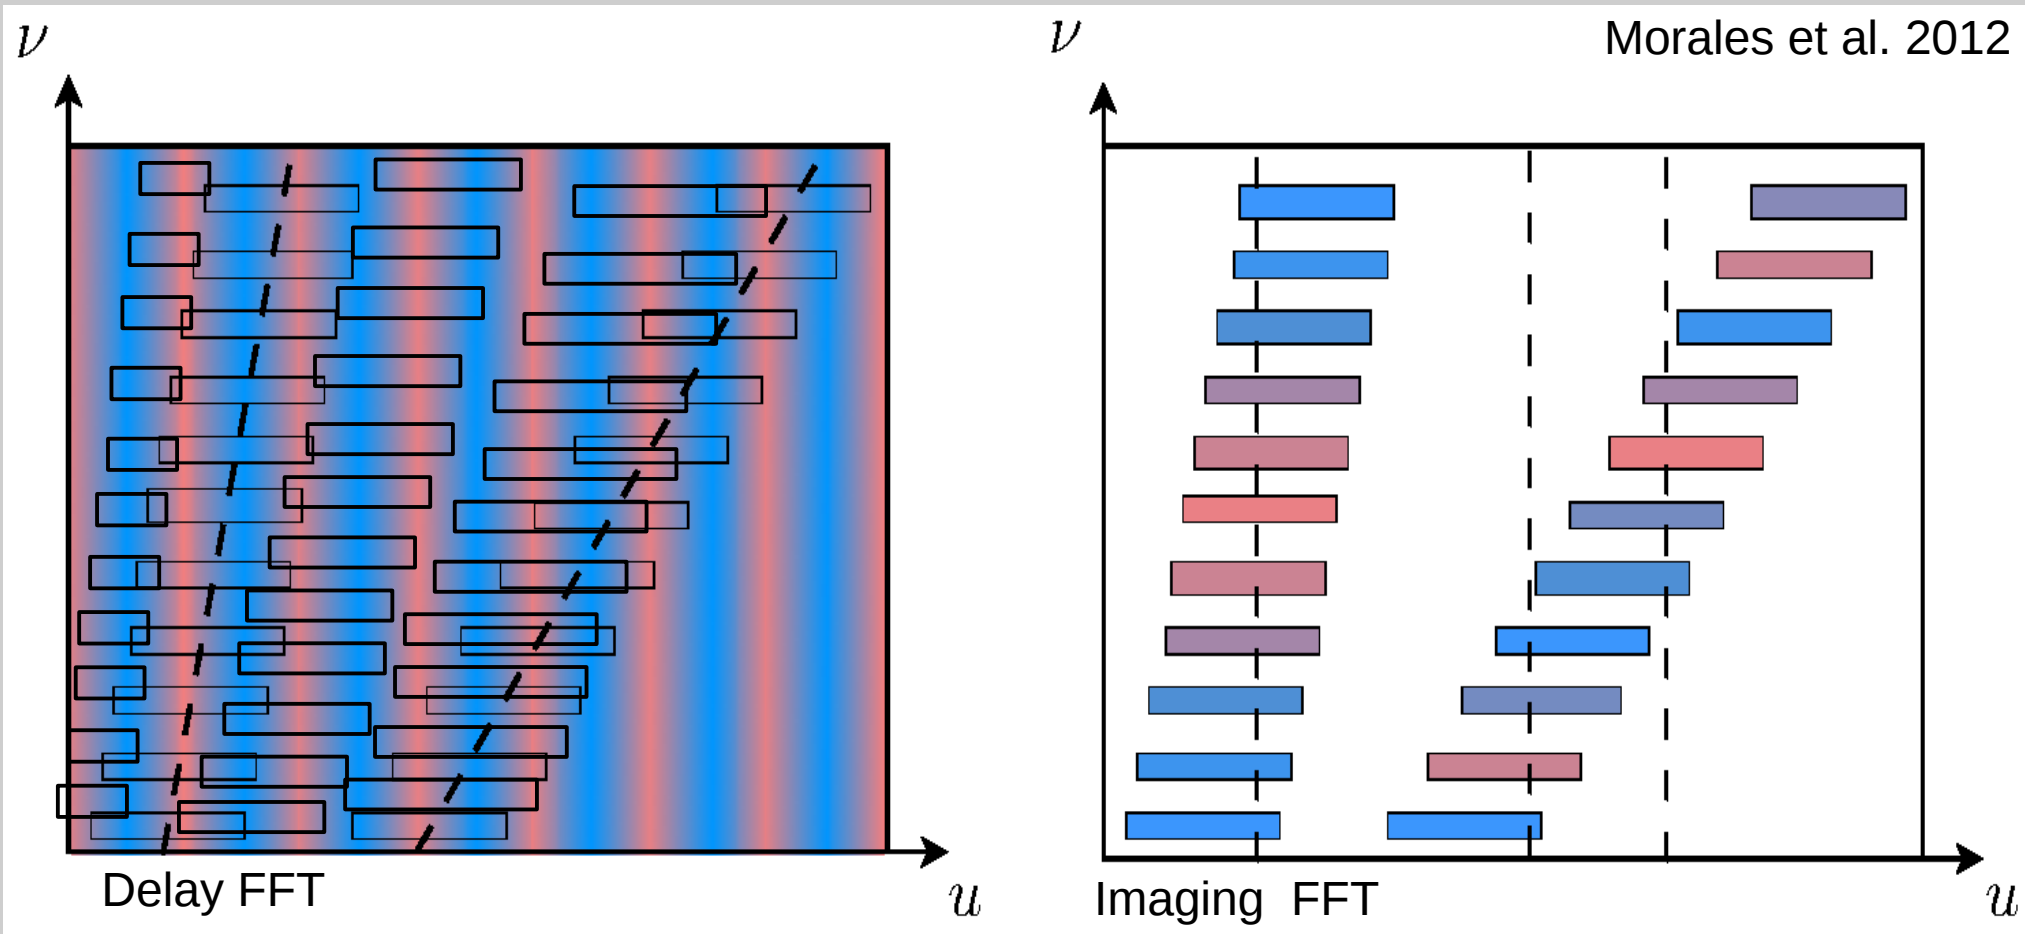 ν
ν
Morales et al. 2012
Delay FFT
u
Imaging FFT
u